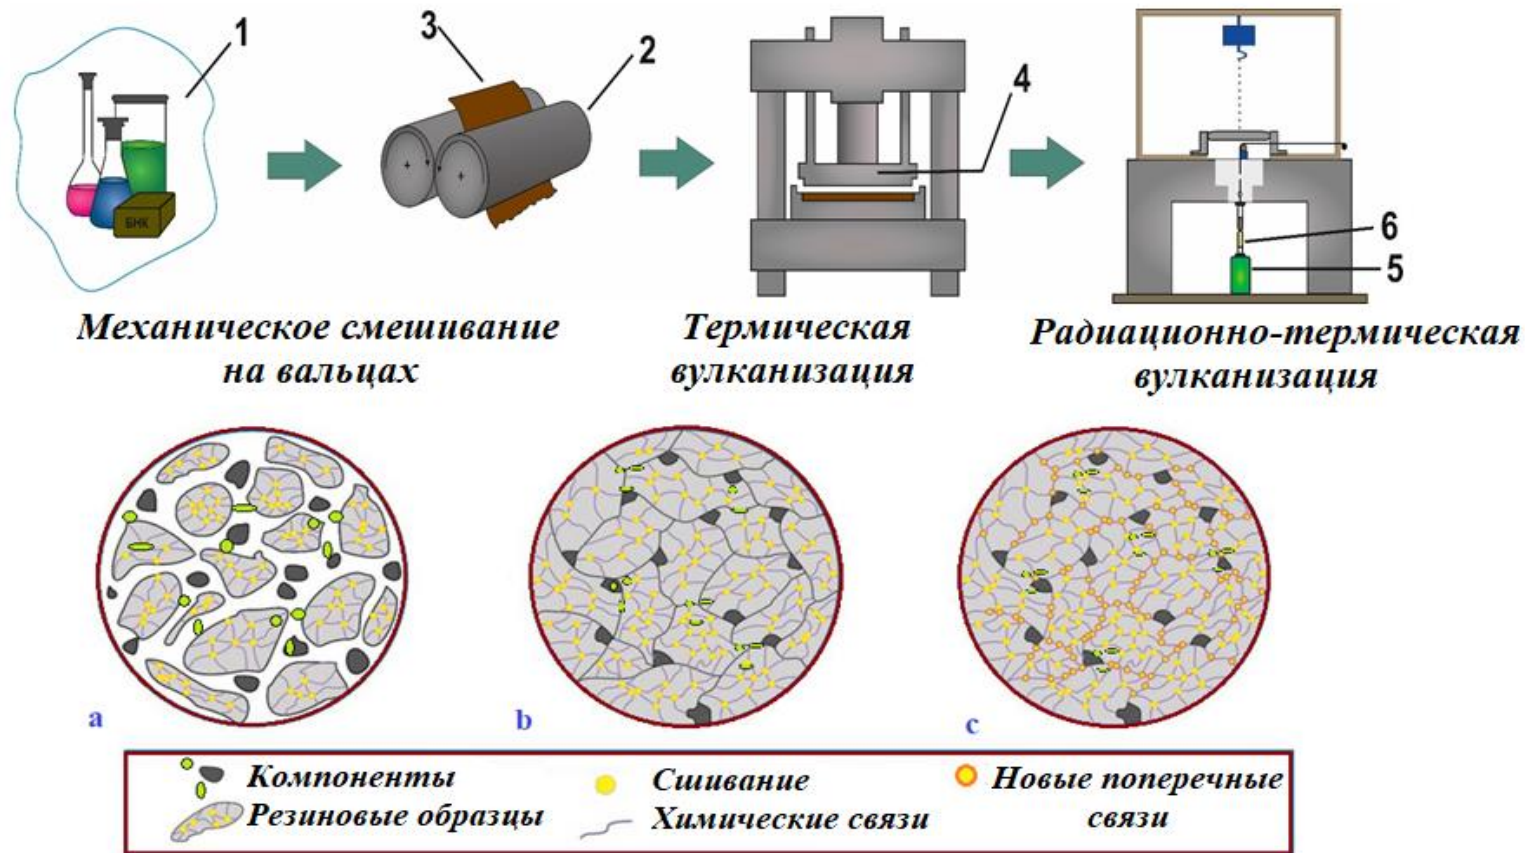 1
3
2
4
6
5
БНК
Механическое смешивание
на вальцах
Термическая
вулканизация
Радиационно-термическая
вулканизация
a
b
c
Компоненты
Резиновые образцы
Сшивание
Химические связи
Новые поперечные
связи